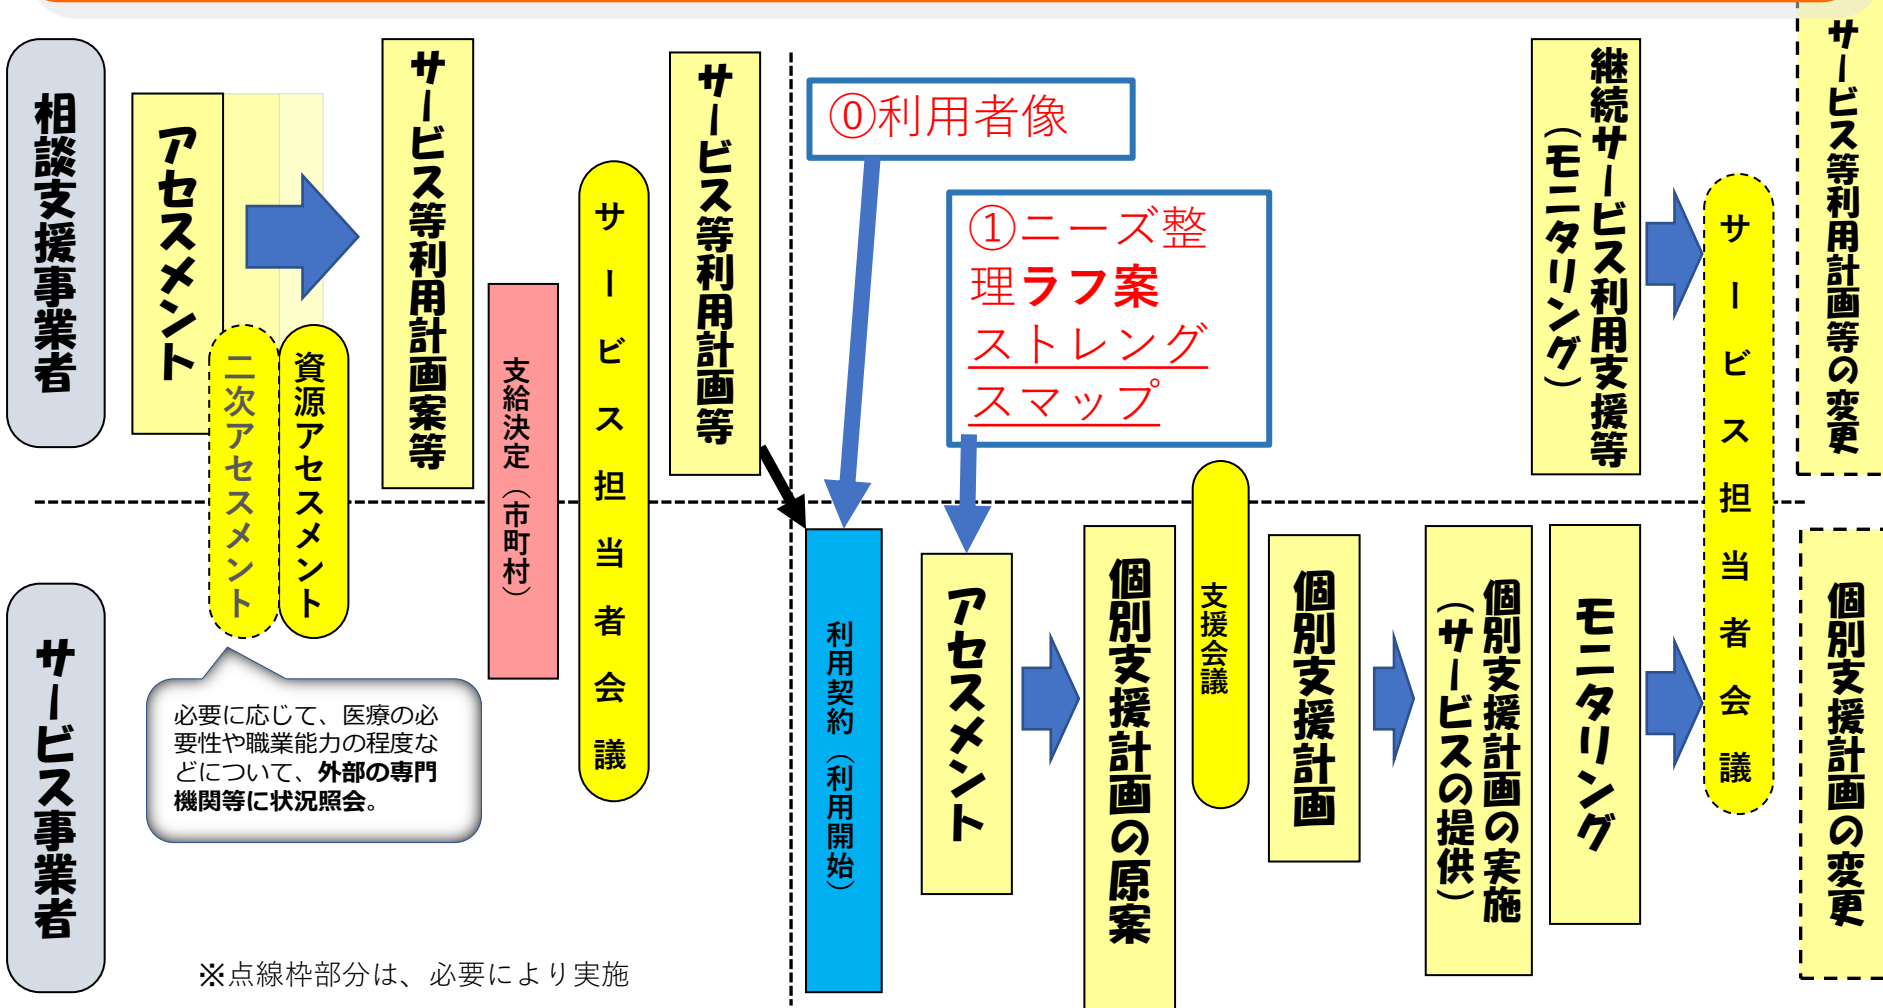 相談支援事業者
アセスメント
二次アセスメント
資源アセスメント
サービス等利用計画案等
支給決定（市町村）
サービス担当者会議
サービス等利用計画等
⓪利用者像
①ニーズ整
理ラフ案
ストレング
スマップ
継続サービス利用支援等
（モニタリング）
サービス担当者会議
サービス等利用計画等の変更
サービス事業者
必要に応じて、医療の必
要性や職業能力の程度な
どについて、外部の専門
機関等に状況照会。
利用契約（利用開始）
アセスメント
個別支援計画の原案
支援会議
個別支援計画
個別支援計画の実施
（サービスの提供）
モニタリング
個別支援計画の変更
※点線枠部分は、必要により実施